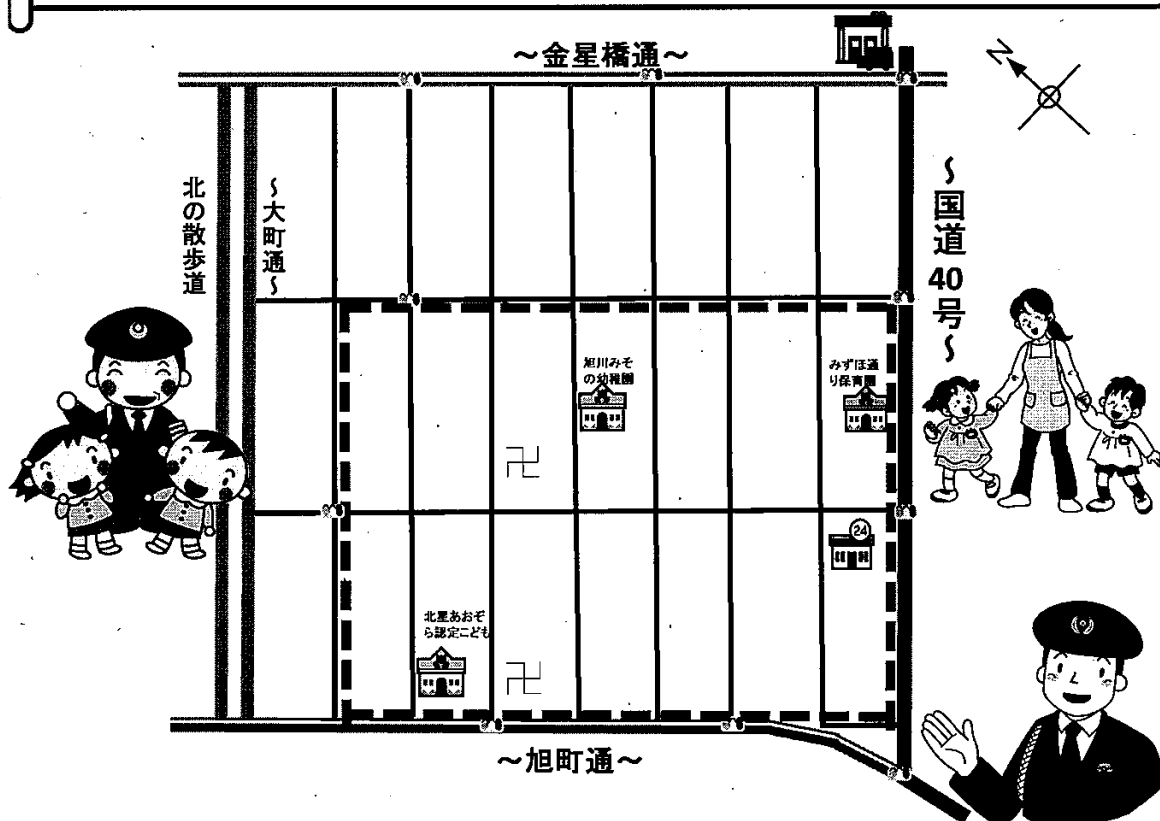 ～金星橋通～
N
北の散歩道
～大町通～
～国道40号～
旭川みそ
の幼稚園
みずほ通
り保育園
卍
24
北星あおぞ
ら認定こども
卍
～旭町通～